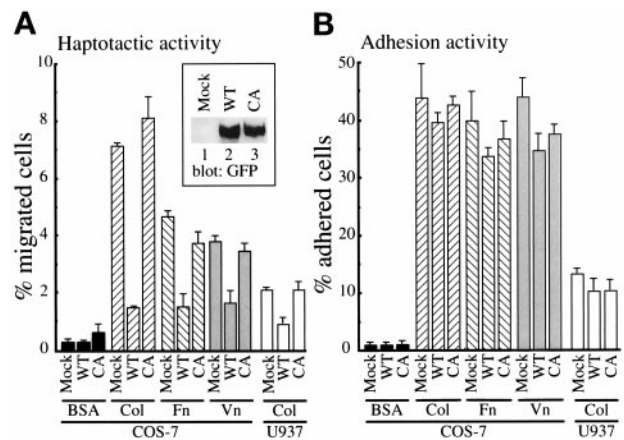 A
Haptotactic activity
% migrated cells
10
8
6
4
2
0
Mock
WT
CA
1 2 3
blot: GFP
Mock WT CA Mock WT CA Mock WT CA Mock WT CA Mock WT CA
BSA Col Fn Vn Col
COS-7 U937
B
Adhesion activity
% adhered cells
50
40
30
20
10
0
Mock WT CA Mock WT CA Mock WT CA Mock WT CA Mock WT CA
BSA Col Fn Vn Col
COS-7 U937